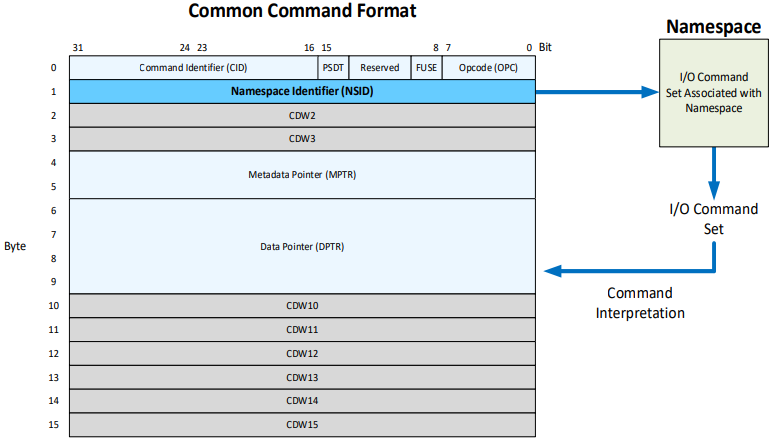 Common Command Format
Namespace
31 24 23 16 15 8 7 0 Bit
0 Command Identifier (CID) PSDT Reserved FUSE Opcode (OPC)
1 Namespace Identifier (NSID)
2 CDW2
3 CDW3
4
Metadata Pointer (MPTR)
5
6
7
Byte Data Pointer (DPTR)
8
9
10 CDW10
11 CDW11
12 CDW12
13 CDW13
14 CDW14
15 CDW15
I/O Command
Set Associated with
Namespace
I/O Command
Set
Command
Interpretation